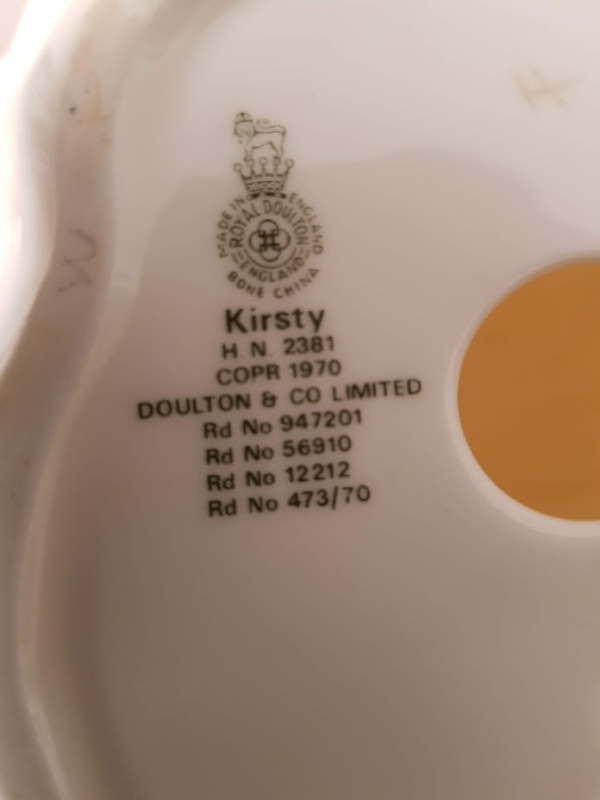 MADE IN ENGLAND
ROYAL DOULTON
ENGLAND
BONE CHINA
Kirsty
H. N. 2381
COPR 1970
DOULTON & CO LIMITED
Rd No 947201
Rd No 56910
Rd No 12212
Rd No 473/70